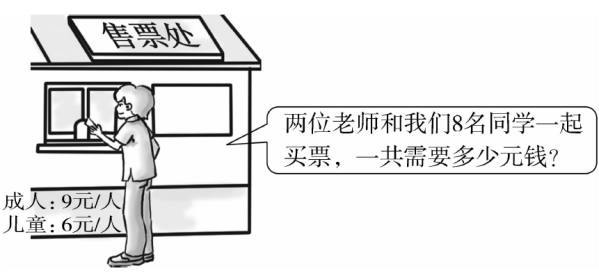 售票处
两位老师和我们8名同学一起
买票，一共需要多少元钱?
成人:9元/人
儿童:6元/人